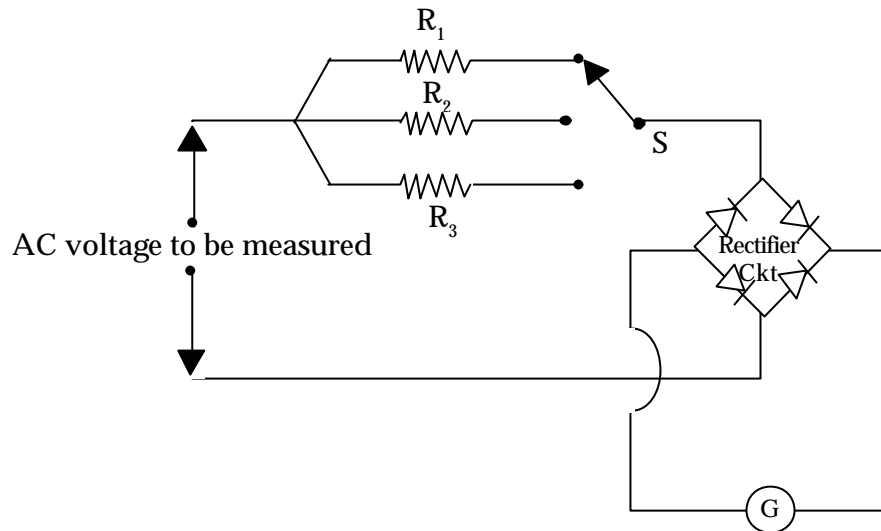 R₁
R₂
S
R₃
AC voltage to be measured
Rectifier
Ckt
G